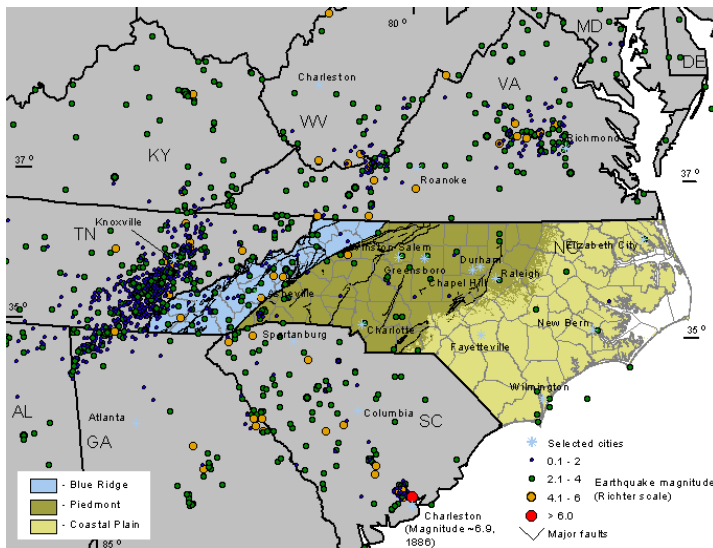 80 º
MD
DE
Charleston
VA
WV
Richmond
KY
37 º
37 º
Roanoke
Knoxville
TN
Winston-Salem
Durham
NC
Elizabeth City
Greensboro
Raleigh
Chapel Hill
Asheville
35 º
Charlotte
New Bern
35 º
Spartanburg
Fayetteville
Wilmington
AL
Atlanta
Columbia
SC
GA
Selected cities
0.1 - 2
2.1 - 4
Earthquake magnitude
4.1 - 6
(Richter scale)
> 6.0
Major faults
- Blue Ridge
- Piedmont
- Coastal Plain
Charleston
(Magnitude ~6.9,
1886)
85 º